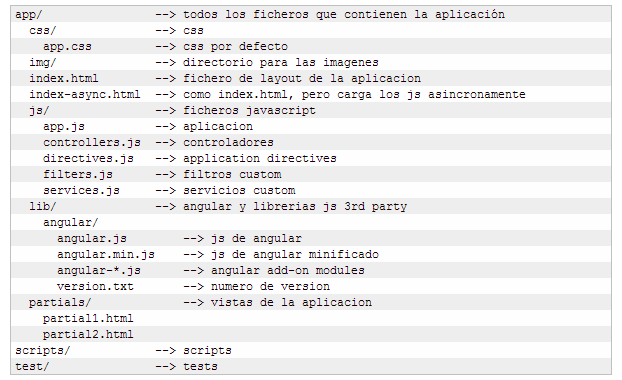 app/                --> todos los ficheros que contienen la aplicación
  css/              --> css
    app.css         --> css por defecto
  img/              --> directorio para las imagenes
  index.html        --> fichero de layout de la aplicacion
  index-async.html  --> como index.html, pero carga los js asincronamente
  js/               --> ficheros javascript
    app.js          --> aplicacion
    controllers.js  --> controladores
    directives.js   --> application directives
    filters.js      --> filtros custom
    services.js     --> servicios custom
  lib/              --> angular y librerias js 3rd party
    angular/
      angular.js        --> js de angular
      angular.min.js    --> js de angular minificado
      angular-*.js      --> angular add-on modules
      version.txt       --> numero de version
  partials/             --> vistas de la aplicacion
    partial1.html
    partial2.html
scripts/            --> scripts
test/               --> tests